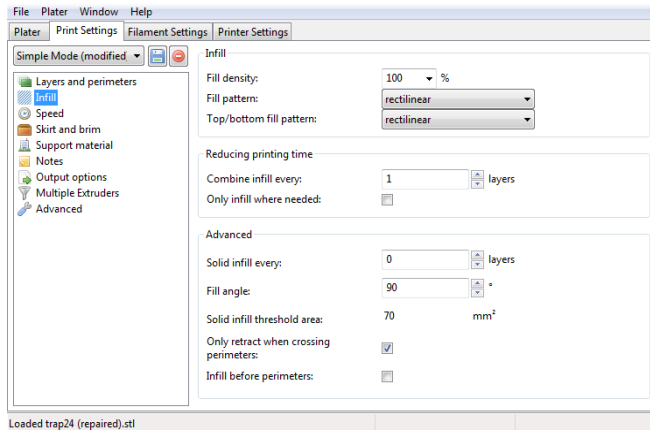 File Plater Window Help
Plater Print Settings Filament Settings Printer Settings
Simple Mode (modified)
Layers and perimeters
Infill
Speed
Skirt and brim
Support material
Notes
Output options
Multiple Extruders
Advanced
Infill
Fill density: 100 %
Fill pattern: rectilinear
Top/bottom fill pattern: rectilinear
Reducing printing time
Combine infill every: 1 layers
Only infill where needed:
Advanced
Solid infill every: 0 layers
Fill angle: 90 °
Solid infill threshold area: 70 mm²
Only retract when crossing
perimeters:
Infill before perimeters:
Loaded trap24 (repaired).stl